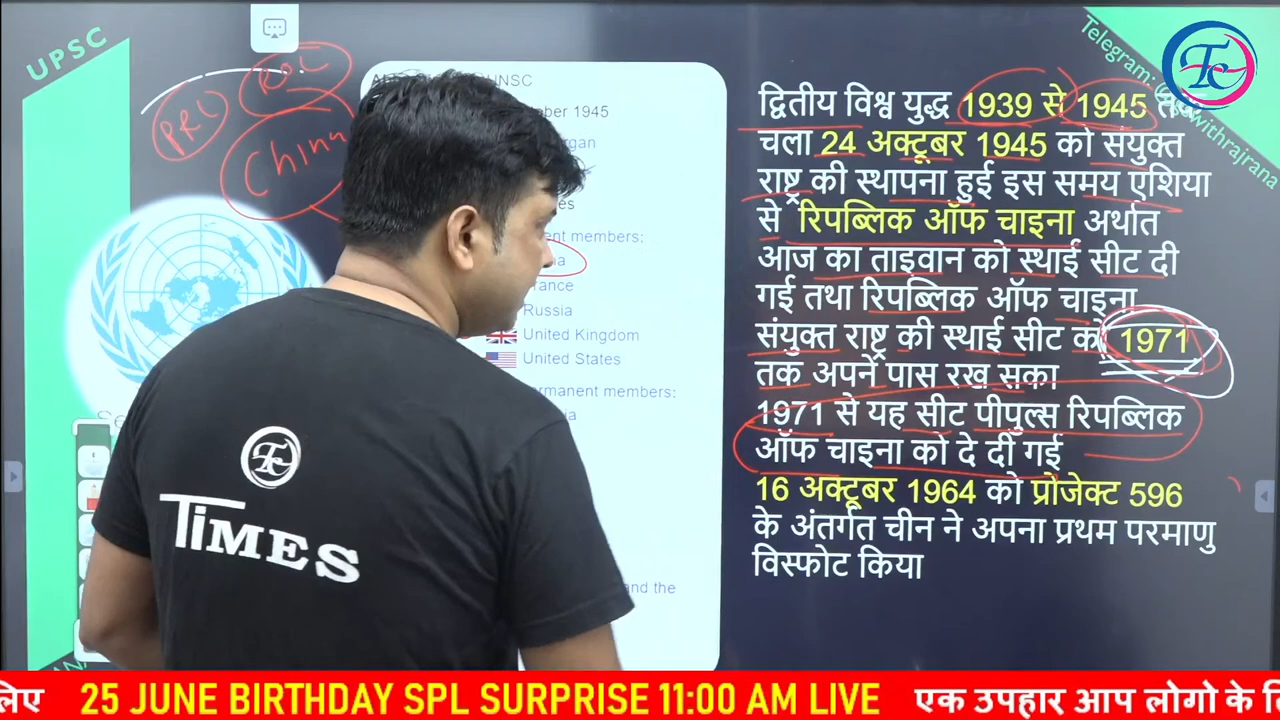 UPSC
PRC
ROC
China
UNSC
1945
ent members:
rance
Russia
United Kingdom
United States
rmanent members:
and the
द्वितीय विश्व युद्ध 1939 से 1945 तक
चला 24 अक्टूबर 1945 को संयुक्त
राष्ट्र की स्थापना हुई इस समय एशिया
से रिपब्लिक ऑफ चाइना अर्थात
आज का ताइवान को स्थाई सीट दी
गई तथा रिपब्लिक ऑफ चाइना
संयुक्त राष्ट्र की स्थाई सीट को 1971
तक अपने पास रख सका
1971 से यह सीट पीपुल्स रिपब्लिक
ऑफ चाइना को दे दी गई
16 अक्टूबर 1964 को प्रोजेक्ट 596
के अंतर्गत चीन ने अपना प्रथम परमाणु
विस्फोट किया
Telegram: withrajrana
Tc
Tc
TIMES
लिए 25 JUNE BIRTHDAY SPL SURPRISE 11:00 AM LIVE एक उपहार आप लोगो के